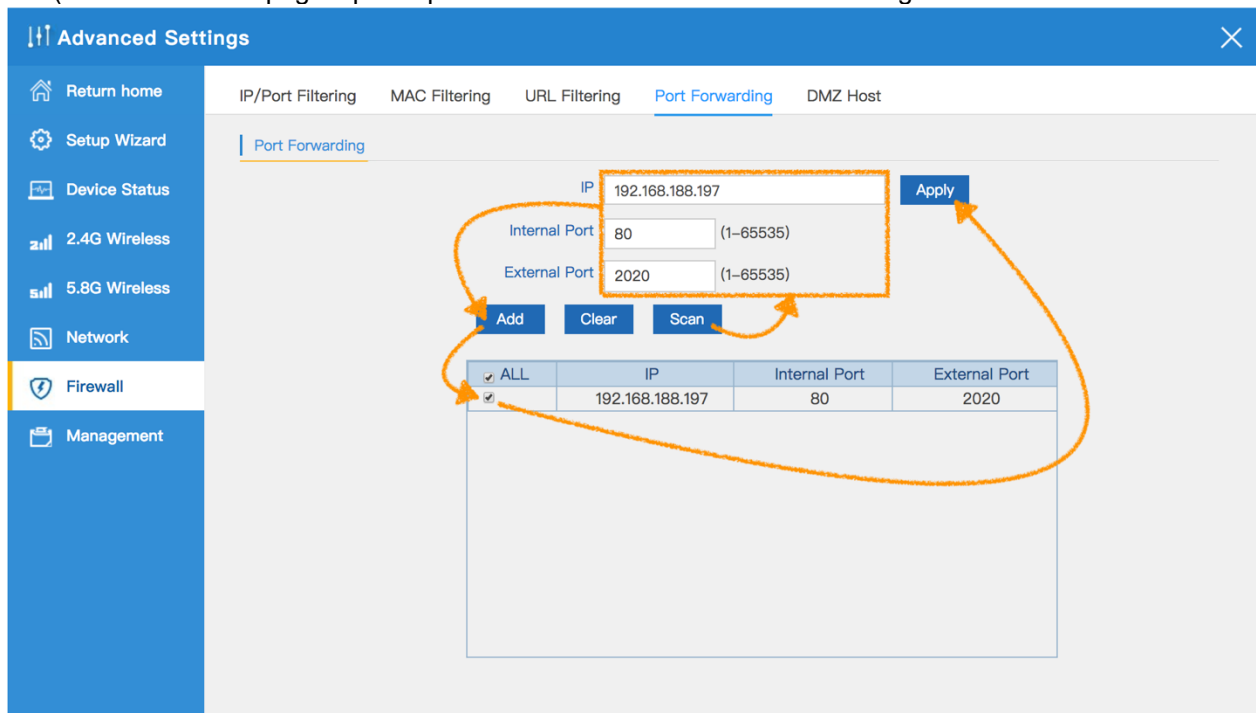 Advanced Settings
Return home
Setup Wizard
Device Status
2.4G Wireless
5.8G Wireless
Network
Firewall
Management
IP/Port Filtering MAC Filtering URL Filtering Port Forwarding DMZ Host
Port Forwarding
IP 192.168.188.197 Apply
Internal Port 80 (1–65535)
External Port 2020 (1–65535)
Add Clear Scan
ALL IP Internal Port External Port
192.168.188.197 80 2020